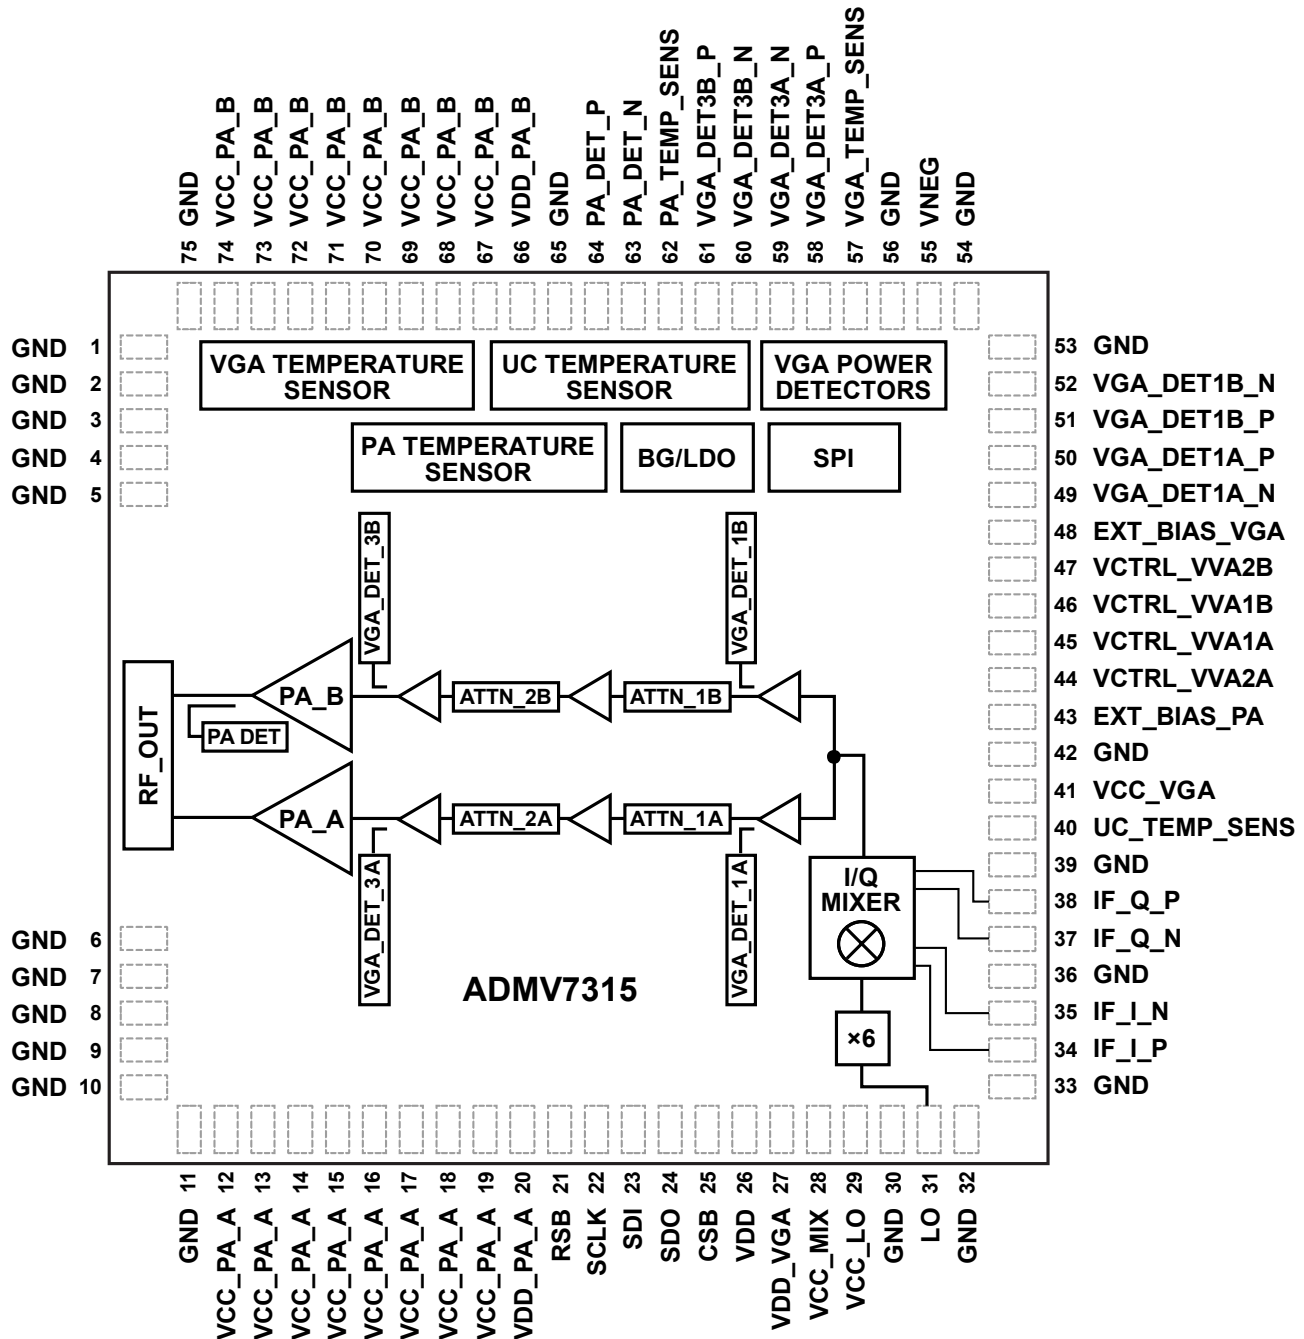 75 GND
74 VCC_PA_B
73 VCC_PA_B
72 VCC_PA_B
71 VCC_PA_B
70 VCC_PA_B
69 VCC_PA_B
68 VCC_PA_B
67 VCC_PA_B
66 VDD_PA_B
65 GND
64 PA_DET_P
63 PA_DET_N
62 PA_TEMP_SENS
61 VGA_DET3B_P
60 VGA_DET3B_N
59 VGA_DET3A_N
58 VGA_DET3A_P
57 VGA_TEMP_SENS
56 GND
55 VNEG
54 GND
GND 1
GND 2
GND 3
GND 4
GND 5
GND 6
GND 7
GND 8
GND 9
GND 10
VGA TEMPERATURE
SENSOR
UC TEMPERATURE
SENSOR
VGA POWER
DETECTORS
PA TEMPERATURE
SENSOR
BG/LDO
SPI
VGA_DET_3B
VGA_DET_1B
RF_OUT
PA_B
PA DET
ATTN_2B
ATTN_1B
PA_A
ATTN_2A
ATTN_1A
VGA_DET_3A
VGA_DET_1A
I/Q
MIXER
×6
ADMV7315
53 GND
52 VGA_DET1B_N
51 VGA_DET1B_P
50 VGA_DET1A_P
49 VGA_DET1A_N
48 EXT_BIAS_VGA
47 VCTRL_VVA2B
46 VCTRL_VVA1B
45 VCTRL_VVA1A
44 VCTRL_VVA2A
43 EXT_BIAS_PA
42 GND
41 VCC_VGA
40 UC_TEMP_SENS
39 GND
38 IF_Q_P
37 IF_Q_N
36 GND
35 IF_I_N
34 IF_I_P
33 GND
GND 11
VCC_PA_A 12
VCC_PA_A 13
VCC_PA_A 14
VCC_PA_A 15
VCC_PA_A 16
VCC_PA_A 17
VCC_PA_A 18
VCC_PA_A 19
VDD_PA_A 20
RSB 21
SCLK 22
SDI 23
SDO 24
CSB 25
VDD 26
VDD_VGA 27
VCC_MIX 28
VCC_LO 29
GND 30
LO 31
GND 32